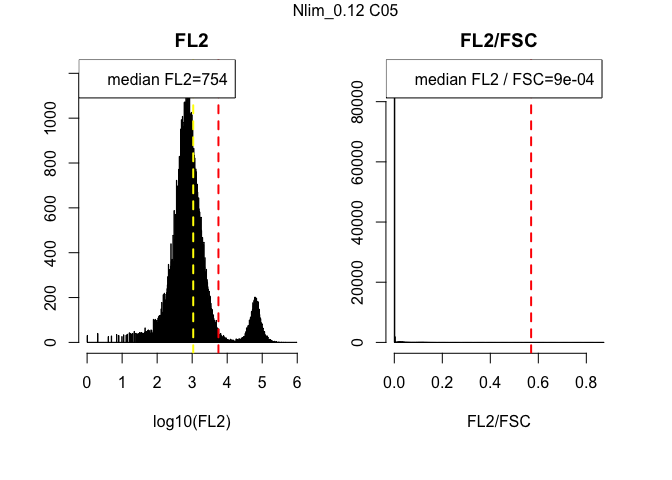 Nlim_0.12 C05
FL2
median FL2=754
0 200 400 600 800 1000
0 1 2 3 4 5 6
log10(FL2)
FL2/FSC
median FL2 / FSC=9e-04
0 20000 40000 60000 80000
0.0 0.2 0.4 0.6 0.8
FL2/FSC